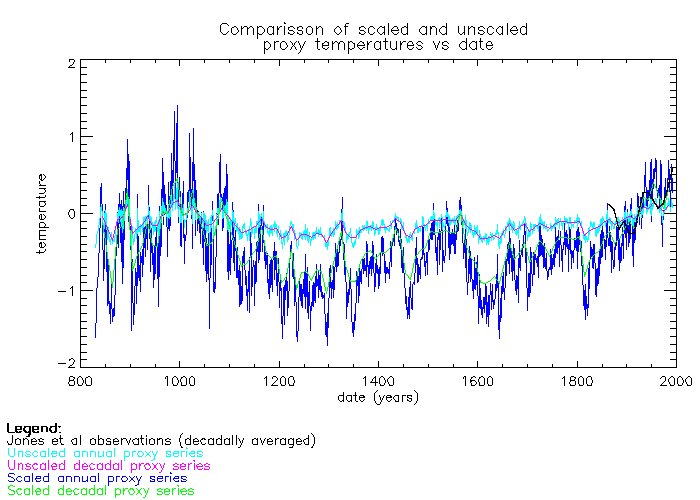 Comparisson of scaled and unscaled
proxy temperatures vs date
2
1
0
-1
-2
temperature
800
1000
1200
1400
1600
1800
2000
date (years)
Legend:
Jones et al observations (decadally averaged)
Unscaled annual proxy series
Unscaled decadal proxy series
Scaled annual proxy series
Scaled decadal proxy series